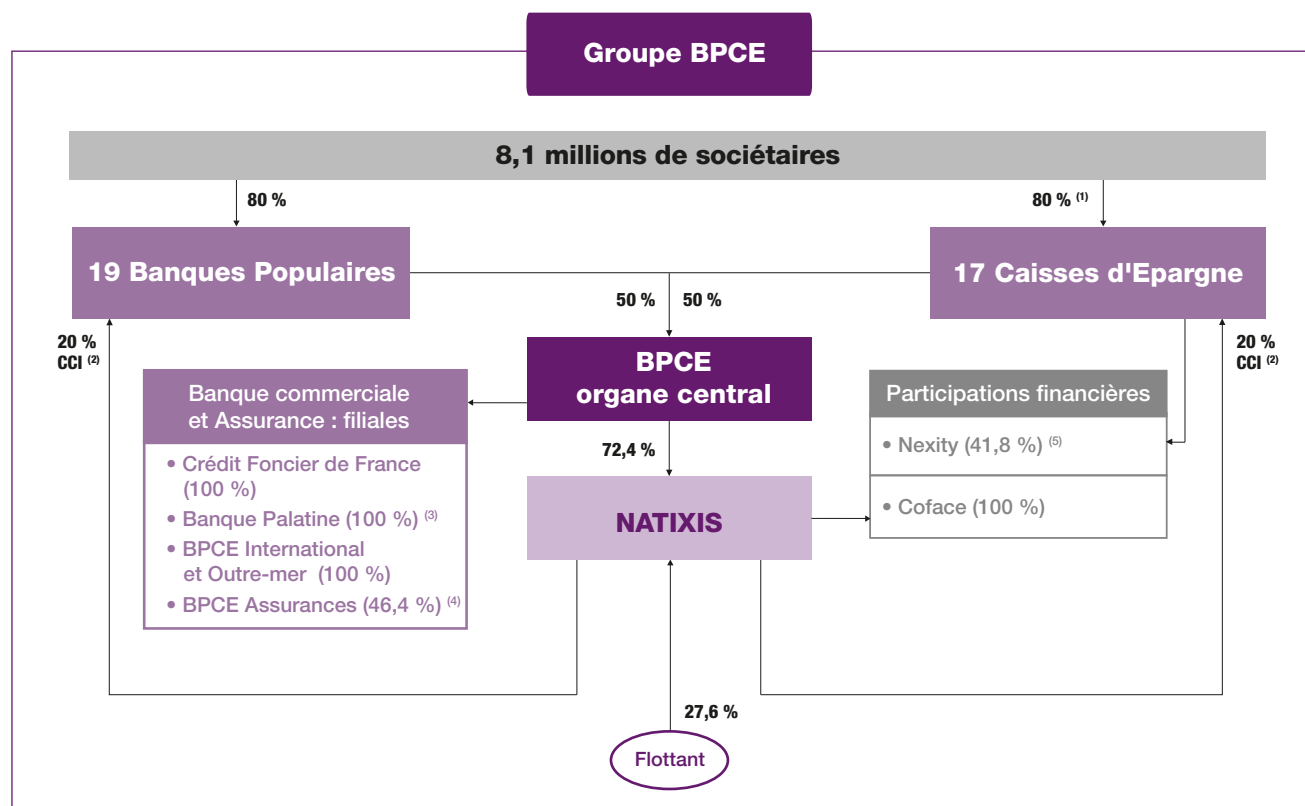 Groupe BPCE
8,1 millions de sociétaires
80 %
80 % (1)
19 Banques Populaires
17 Caisses d'Epargne
50 %
50 %
20 %
CCI (2)
20 %
CCI (2)
BPCE
organe central
Banque commerciale
et Assurance : filiales
• Crédit Foncier de France
(100 %)
• Banque Palatine (100 %) (3)
• BPCE International
et Outre-mer (100 %)
• BPCE Assurances (46,4 %) (4)
Participations financières
• Nexity (41,8 %) (5)
• Coface (100 %)
72,4 %
NATIXIS
27,6 %
Flottant